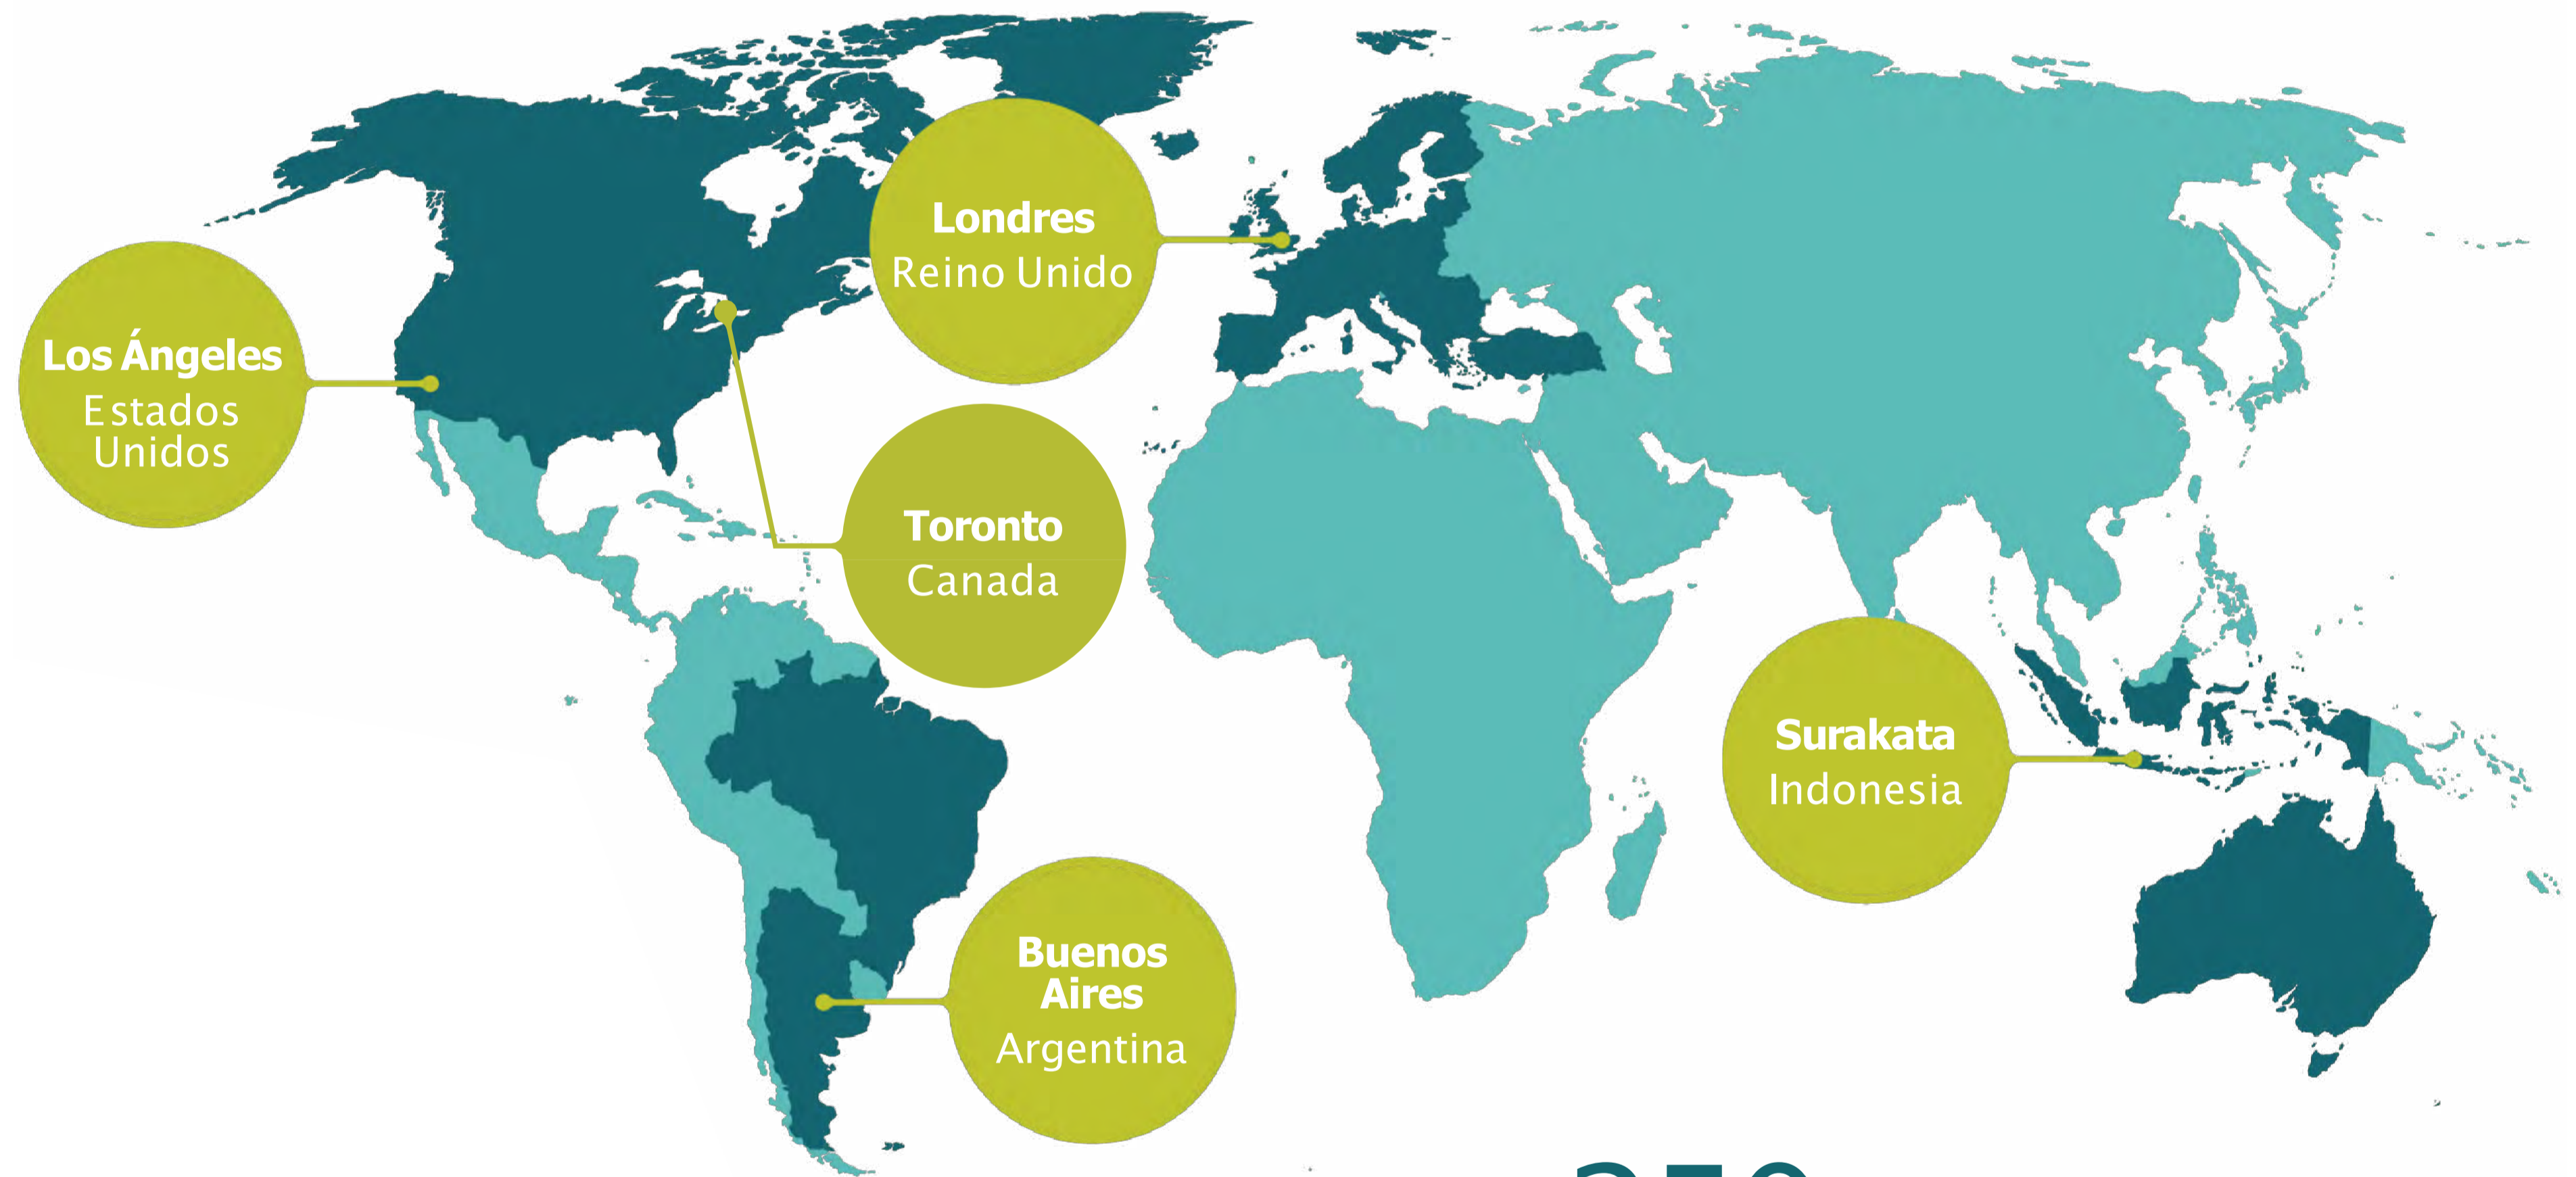 Londres
Reino Unido
Los Ángeles
Estados
Unidos
Toronto
Canada
Surakata
Indonesia
Buenos
Aires
Argentina